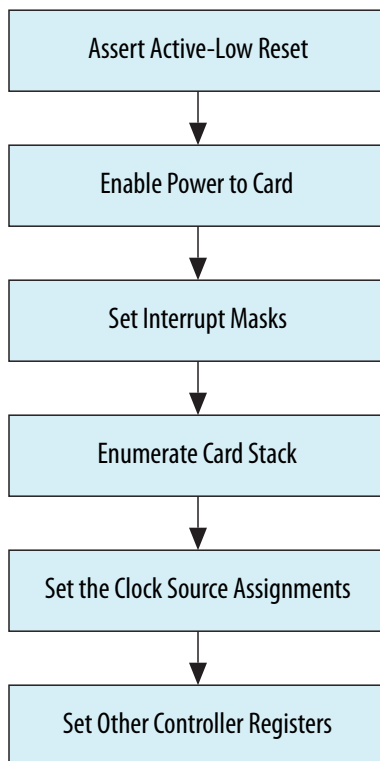 Assert Active-Low Reset
Enable Power to Card
Set Interrupt Masks
Enumerate Card Stack
Set the Clock Source Assignments
Set Other Controller Registers